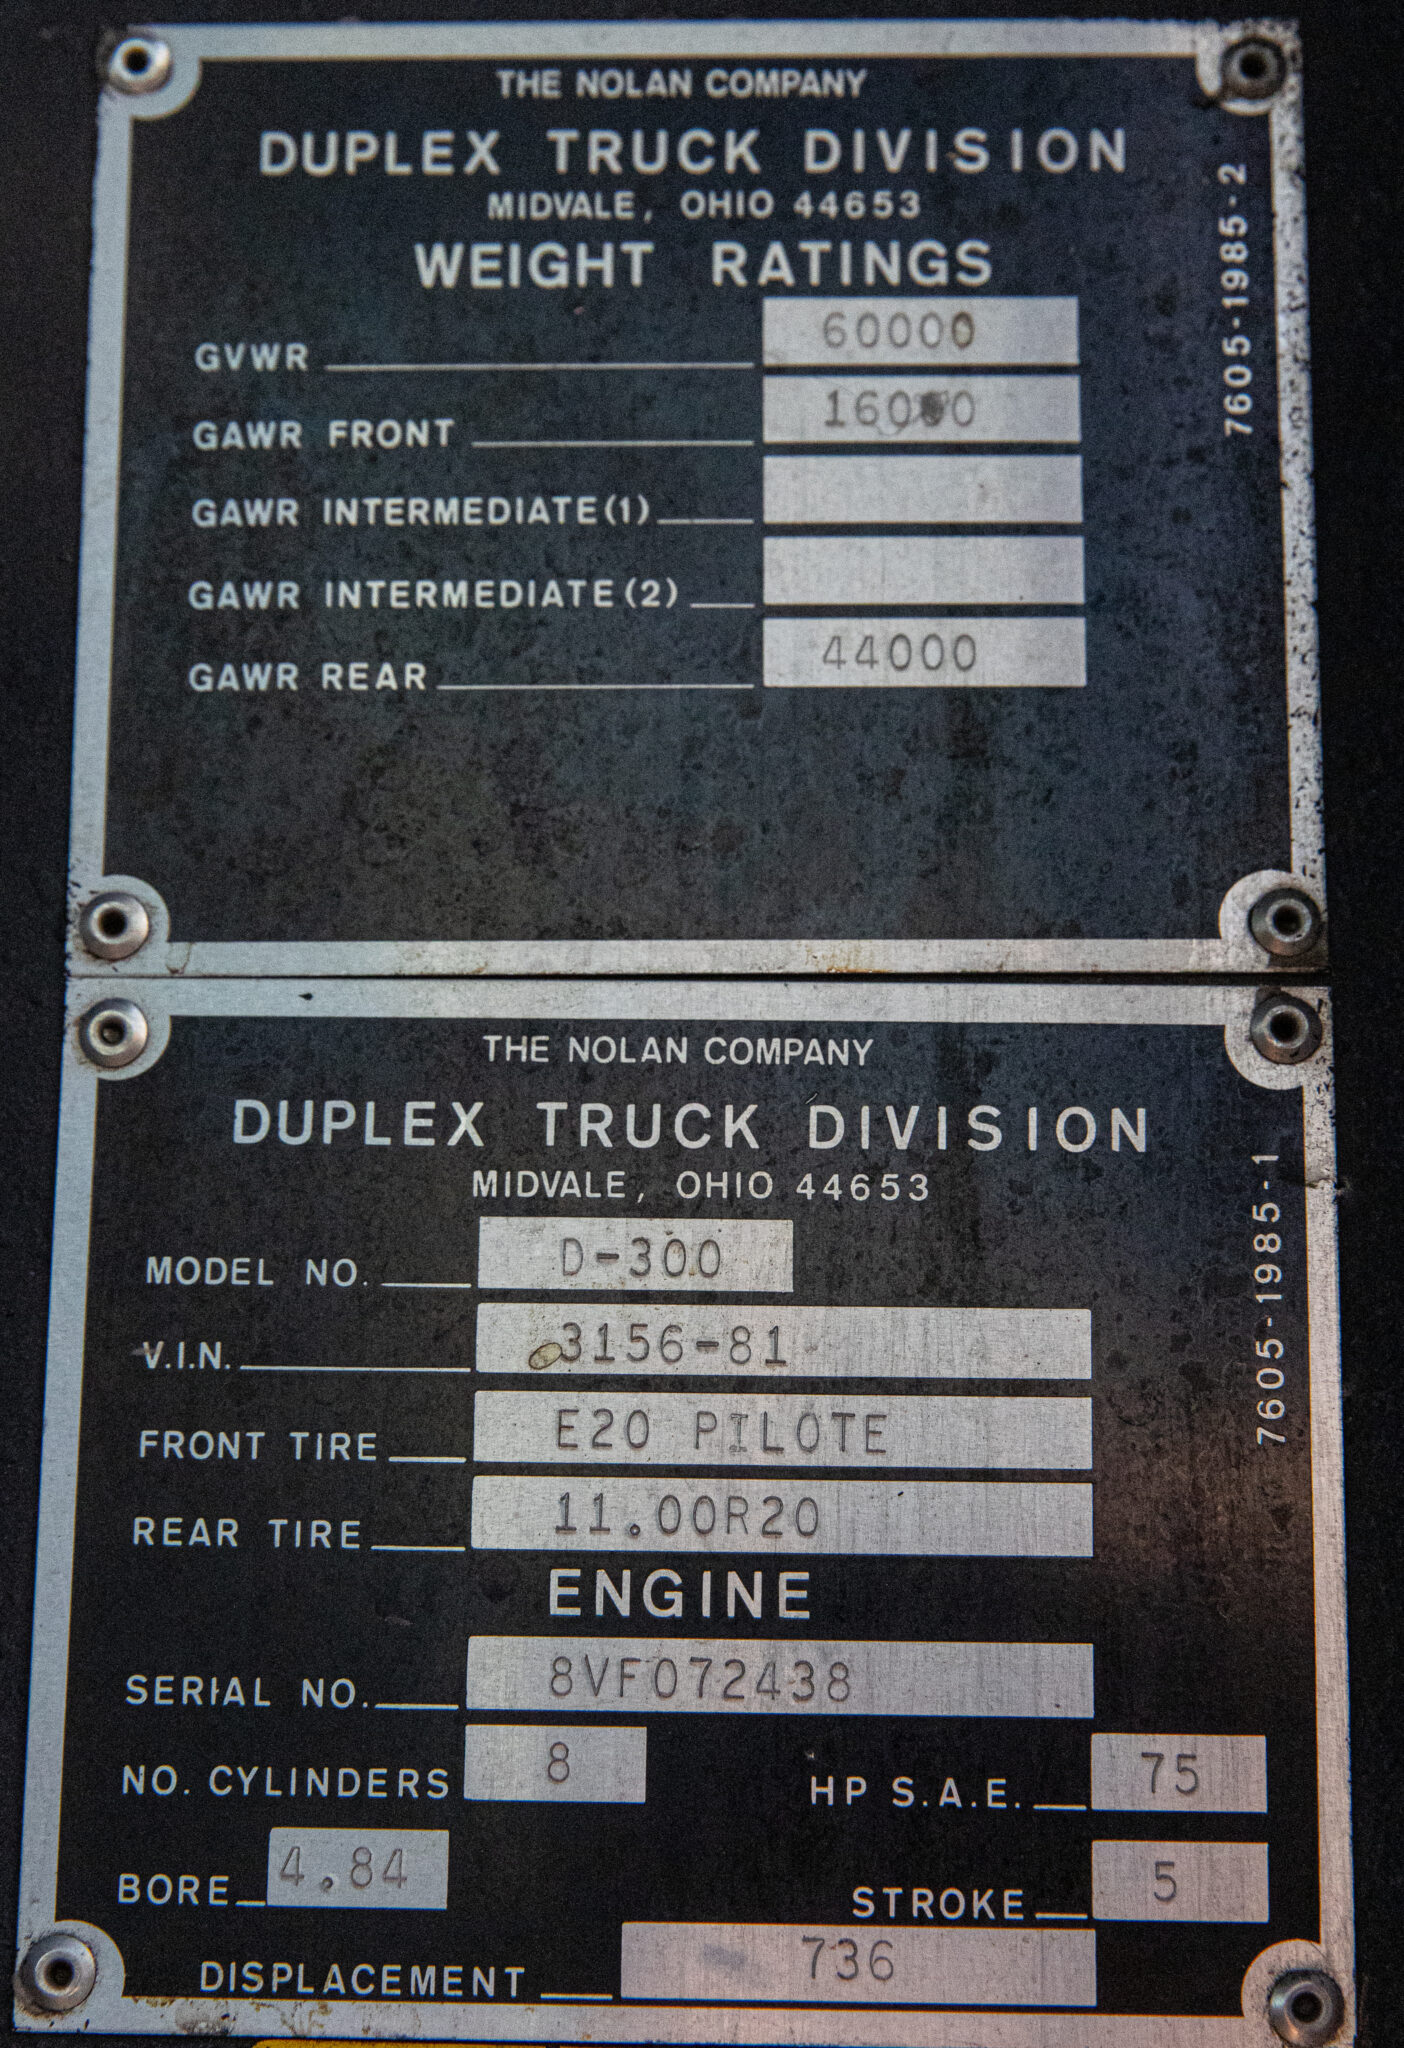 THE NOLAN COMPANY
DUPLEX TRUCK DIVISION
MIDVALE, OHIO 44653
WEIGHT RATINGS
GVWR 60000
GAWR FRONT 16000
GAWR INTERMEDIATE (1)
GAWR INTERMEDIATE (2)
GAWR REAR 44000
7605-1985-2
THE NOLAN COMPANY
DUPLEX TRUCK DIVISION
MIDVALE, OHIO 44653
MODEL NO. D-300
V.I.N. 3156-81
FRONT TIRE E20 PILOTE
REAR TIRE 11.00R20
ENGINE
SERIAL NO. 8VF072438
NO. CYLINDERS 8 HP S.A.E. 75
BORE 4.84 STROKE 5
DISPLACEMENT 736
7605-1985-1